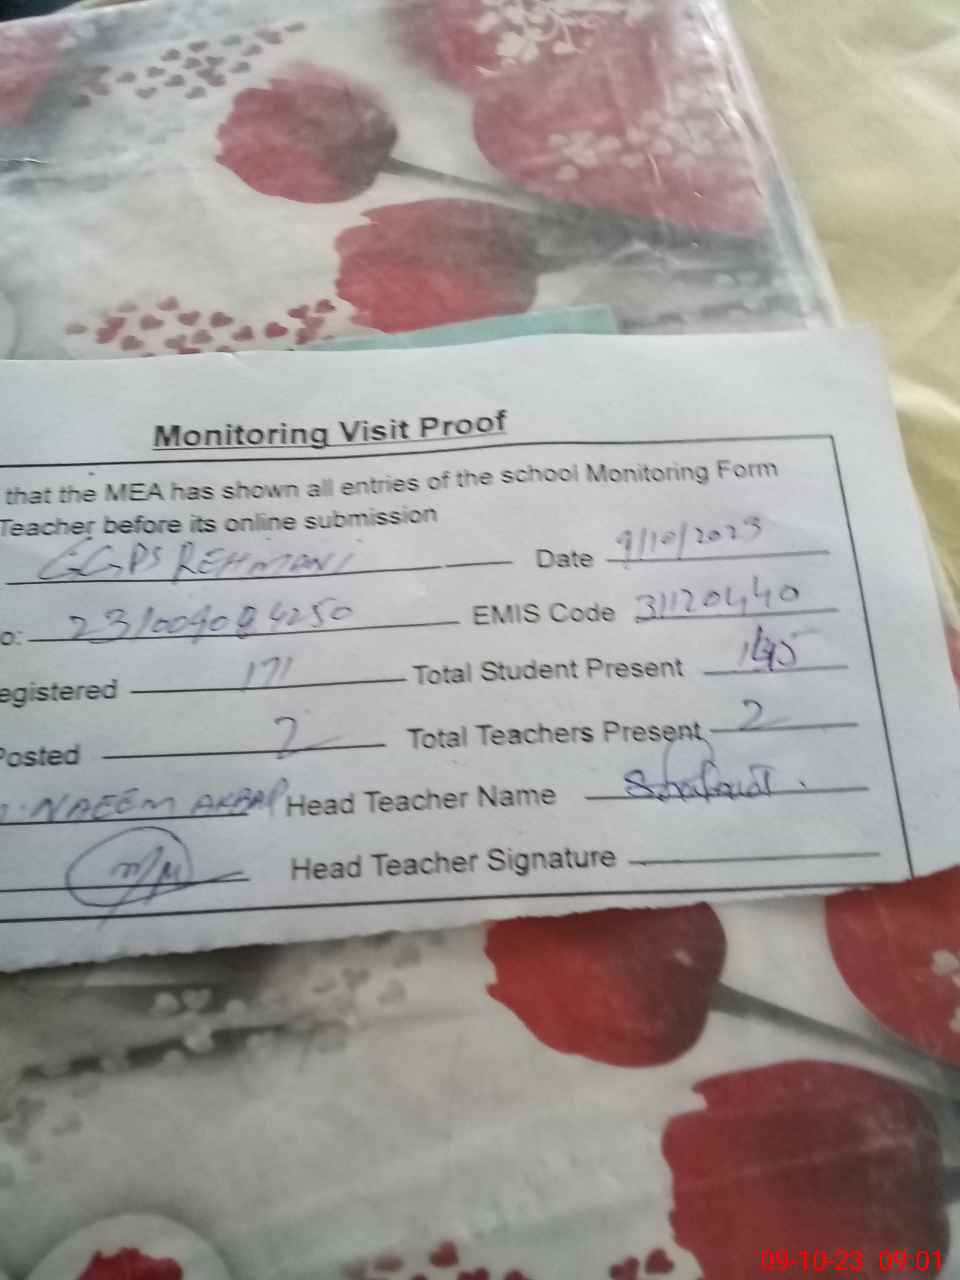 Monitoring Visit Proof
that the MEA has shown all entries of the school Monitoring Form
Teacher before its online submission
GGPS REHMANI Date 9/10/2023
o: EMIS Code 31120440
egistered 171 Total Student Present 145
Posted 2 Total Teachers Present 2
NAEEM AKBAR Head Teacher Name
Head Teacher Signature
09-10-23 09:01